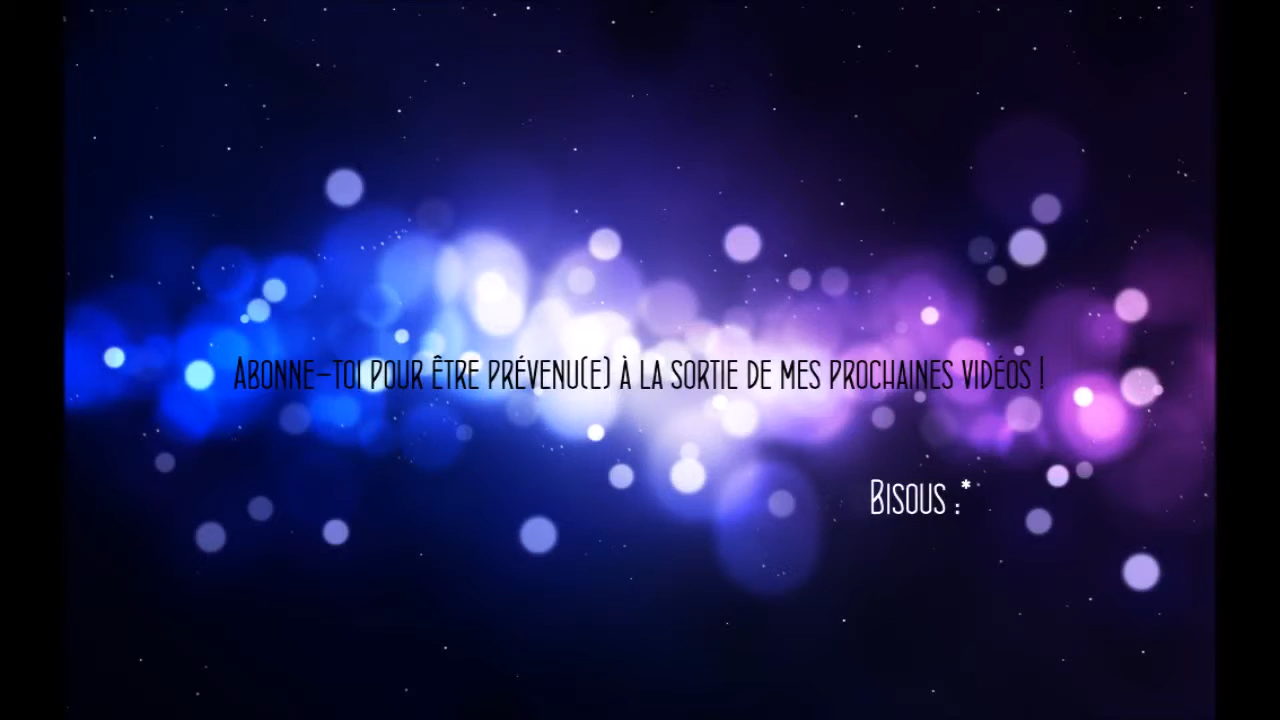 Abonne-toi pour être prévenu(e) à la sortie de mes prochaines vidéos !
Bisous :*